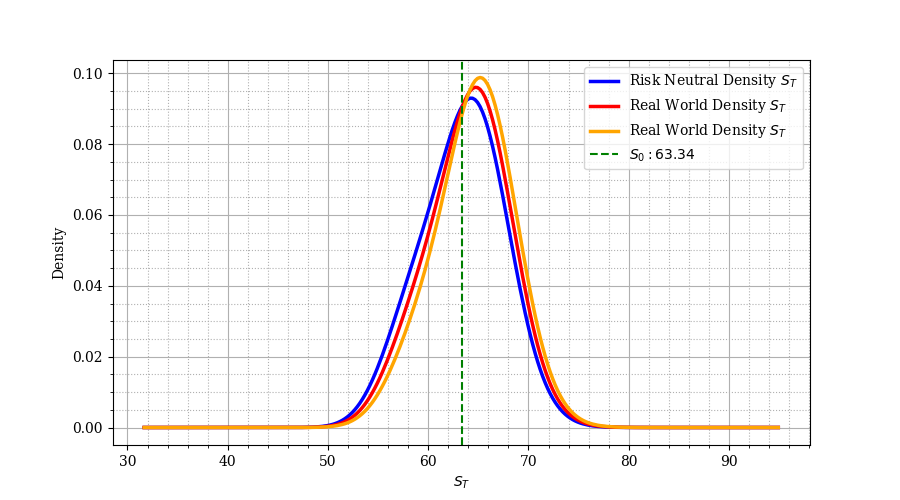 0.10
0.08
0.06
0.04
0.02
0.00
Density
30 40 50 60 70 80 90
S_T
Risk Neutral Density S_T
Real World Density S_T
Real World Density S_T
S_0 : 63.34